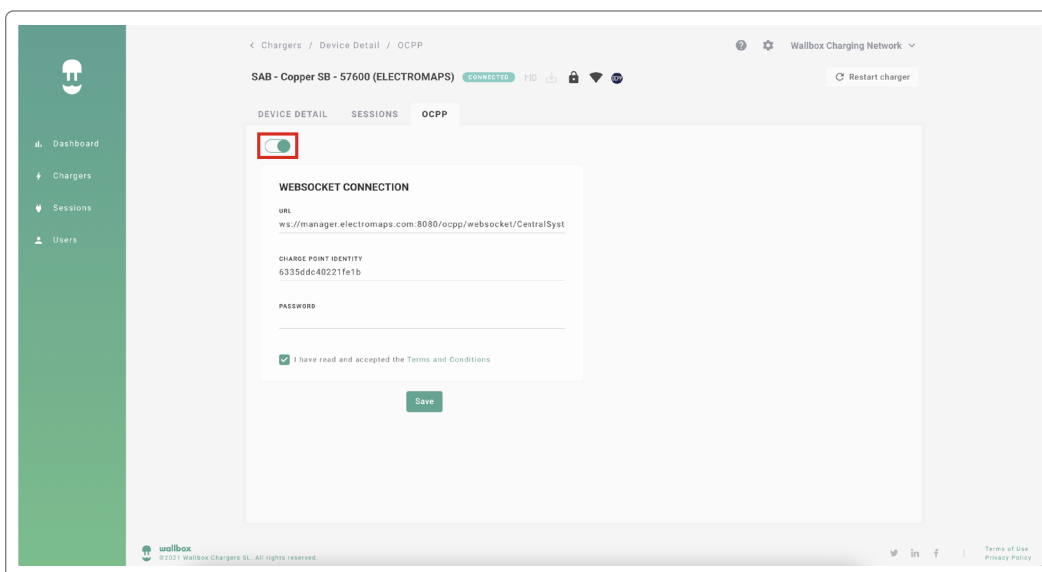 Chargers / Device Detail / OCPP
Wallbox Charging Network
SAB - Copper SB - 57600 (ELECTROMAPS) CONNECTED MID OCPP
Restart charger
DEVICE DETAIL SESSIONS OCPP
Dashboard
Chargers
Sessions
Users
WEBSOCKET CONNECTION
URL
ws://manager.electromaps.com:8080/ocpp/websocket/CentralSyst
CHARGE POINT IDENTITY
6335ddc40221fe1b
PASSWORD
I have read and accepted the Terms and Conditions
Save
wallbox
©2021 Wallbox Chargers SL. All rights reserved.
Terms of Use
Privacy Policy